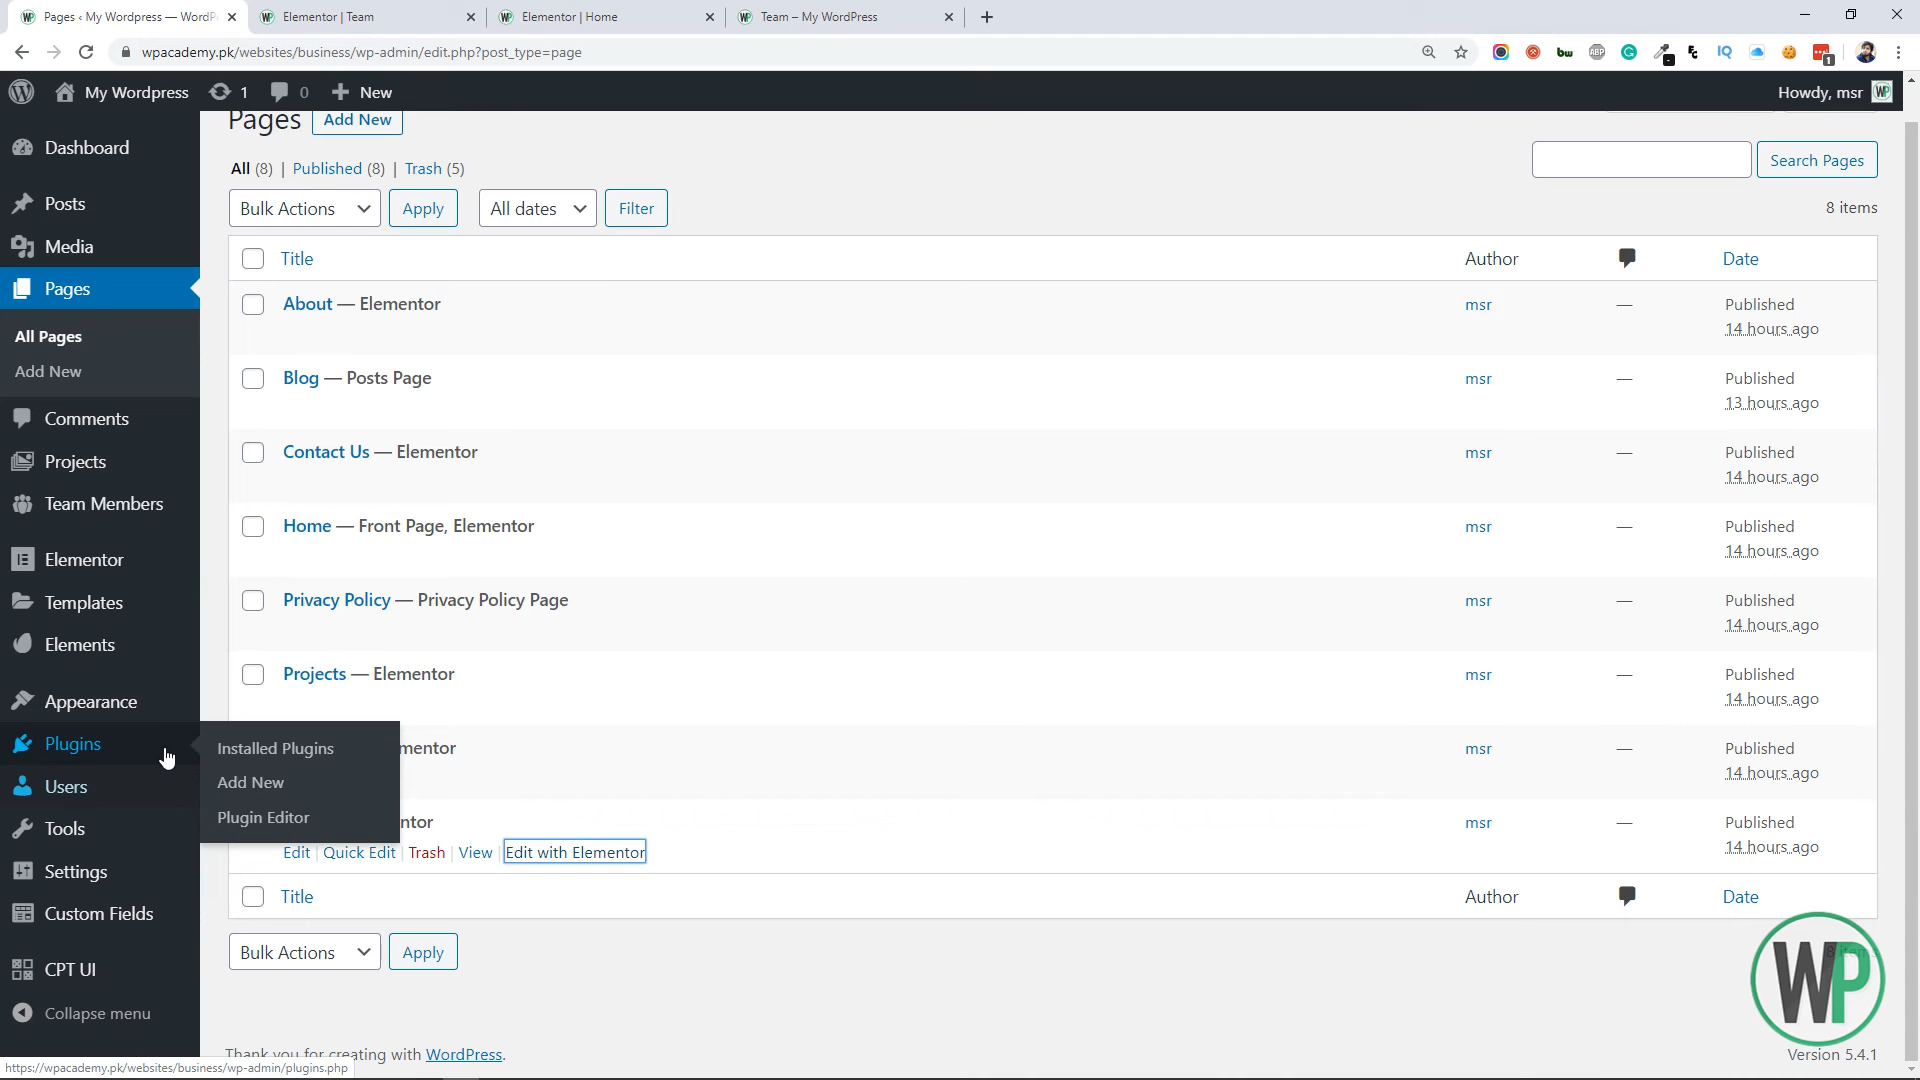 Pages ‹ My Wordpress — WordP
Elementor | Team
Elementor | Home
Team – My WordPress
wpacademy.pk/websites/business/wp-admin/edit.php?post_type=page
My Wordpress 1 0 New
Howdy, msr
Dashboard
Posts
Media
Pages
All Pages
Add New
Comments
Projects
Team Members
Elementor
Templates
Elements
Appearance
Plugins
Users
Tools
Settings
Custom Fields
CPT UI
Collapse menu
Installed Plugins
Add New
Plugin Editor
Pages Add New
All (8) | Published (8) | Trash (5)
Search Pages
Bulk Actions Apply All dates Filter
8 items
Title Author Date
About — Elementor msr — Published
14 hours ago
Blog — Posts Page msr — Published
13 hours ago
Contact Us — Elementor msr — Published
14 hours ago
Home — Front Page, Elementor msr — Published
14 hours ago
Privacy Policy — Privacy Policy Page msr — Published
14 hours ago
Projects — Elementor msr — Published
14 hours ago
mentor msr — Published
14 hours ago
ntor msr — Published
Edit | Quick Edit | Trash | View | Edit with Elementor 14 hours ago
Title Author Date
Bulk Actions Apply
WP
Thank you for creating with WordPress.
Version 5.4.1
https://wpacademy.pk/websites/business/wp-admin/plugins.php